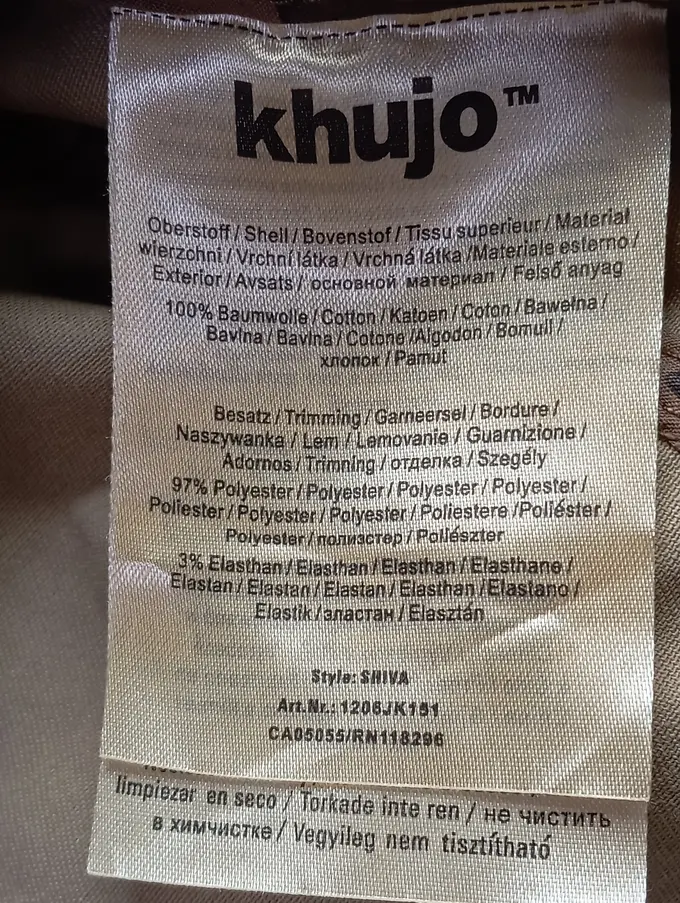 khujo™
Oberstoff / Shell / Bovenstof / Tissu superieur / Material
wierzchni / Vrchní látka / Vrchná látka /Materiale esterno /
Exterior / Avsats / основной материал / Felső anyag
100% Baumwolle / Cotton / Katoen / Coton / Bawełna /
Bavlna / Bavlna / Cotone /Algodon / Bomull /
хлопок / Pamut
Besatz / Trimming / Garneersel / Bordure /
Naszywanka / Lem / Lemovanie / Guarnizione /
Adornos / Trimning / отделка / Szegély
97% Polyester / Polyester / Polyester / Polyester /
Poliester / Polyester / Polyester / Poliestere /Poliéster /
Polyester / полиэстер / Poliészter
3% Elasthan / Elasthan / Elasthan / Elasthane /
Elastan / Elastan / Elastan / Elasthan /Elastano /
Elastik / эластан / Elasztán
Style: SHIVA
Art.Nr.: 1206JK151
CA05055/RN118296
limpiezar en seco / Torkade inte ren / не чистить
в химчистке / Vegyileg nem tisztítható